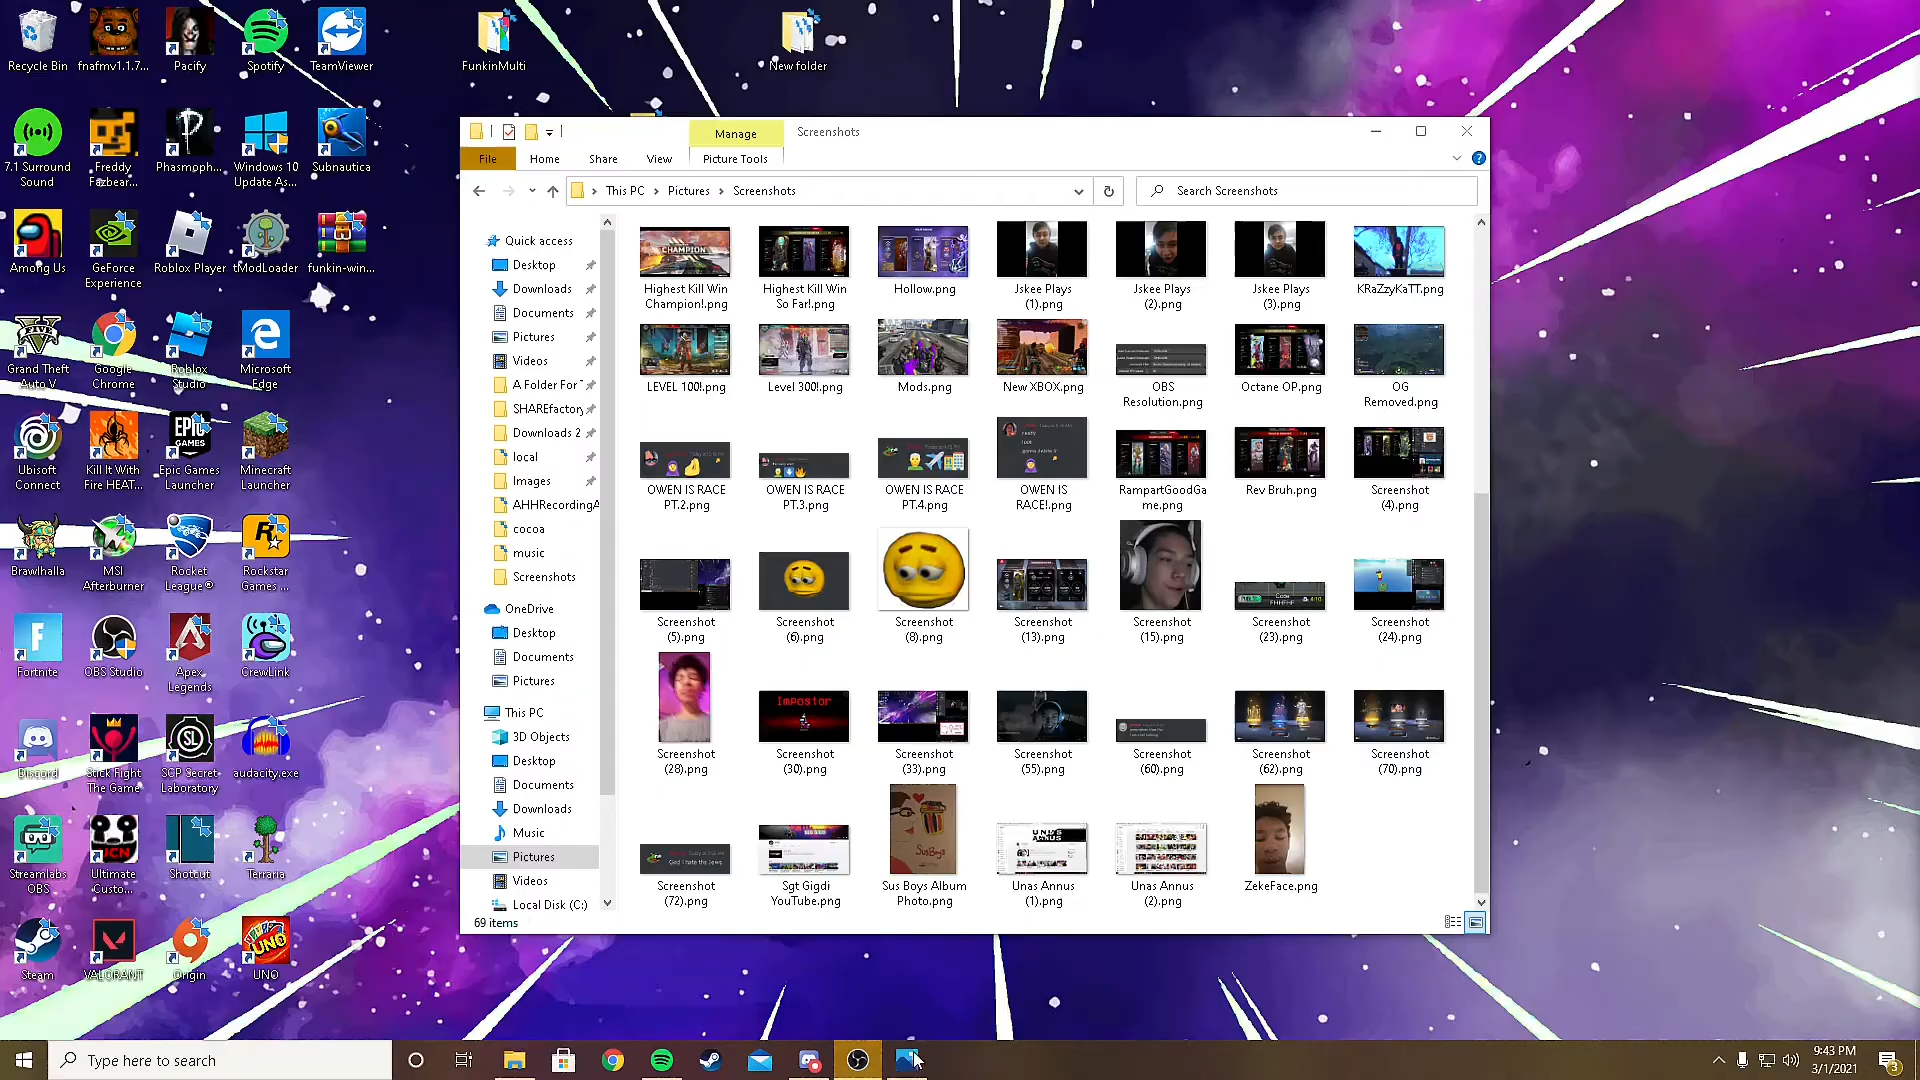 Recycle Bin
fnafmv1.1.7...
Pacify
Spotify
TeamViewer
FunkinMulti
New folder
7.1 Surround
Sound
Freddy
Fazbear...
Phasmoph...
Windows 10
Update As...
Subnautica
Among Us
GeForce
Experience
Roblox Player
tModLoader
funkin-win...
Grand Theft
Auto V
Google
Chrome
Roblox
Studio
Microsoft
Edge
Ubisoft
Connect
Kill It With
Fire HEAT...
Epic Games
Launcher
Minecraft
Launcher
Brawlhalla
MSI
Afterburner
Rocket
League®
Rockstar
Games ...
Fortnite
OBS Studio
Apex
Legends
CrewLink
Discord
Stick Fight
The Game
SCP Secret
Laboratory
audacity.exe
Streamlabs
OBS
Ultimate
Custo...
Shotcut
Terraria
Steam
VALORANT
Origin
UNO
Manage
Screenshots
File
Home
Share
View
Picture Tools
This PC
Pictures
Screenshots
Search Screenshots
Quick access
Desktop
Downloads
Documents
Pictures
Videos
A Folder For
SHAREfactory
Downloads 2
local
Images
AHHRecordingA
cocoa
music
Screenshots
OneDrive
Desktop
Documents
Pictures
This PC
3D Objects
Desktop
Documents
Downloads
Music
Pictures
Videos
Local Disk (C:)
69 items
CHAMPION
Highest Kill Win
Champion!.png
Highest Kill Win
So Far!.png
Hollow.png
Jskee Plays
(1).png
Jskee Plays
(2).png
Jskee Plays
(3).png
KRaZzyKaTT.png
LEVEL 100!.png
Level 300!.png
Mods.png
New XBOX.png
OBS
Resolution.png
Octane OP.png
OG
Removed.png
OWEN IS RACE
PT.2.png
OWEN IS RACE
PT.3.png
OWEN IS RACE
PT.4.png
OWEN IS
RACE!.png
RampartGoodGa
me.png
Rev Bruh.png
Screenshot
(4).png
Screenshot
(5).png
Screenshot
(6).png
Screenshot
(8).png
Screenshot
(13).png
Screenshot
(15).png
Screenshot
(23).png
Screenshot
(24).png
Impostor
Screenshot
(28).png
Screenshot
(30).png
Screenshot
(33).png
Screenshot
(55).png
Screenshot
(60).png
Screenshot
(62).png
Screenshot
(70).png
God I hate the Jews
Screenshot
(72).png
Sgt Gigdi
YouTube.png
Sus Boys Album
Photo.png
Unas Annus
(1).png
Unas Annus
(2).png
ZekeFace.png
Type here to search
9:43 PM
3/1/2021
3